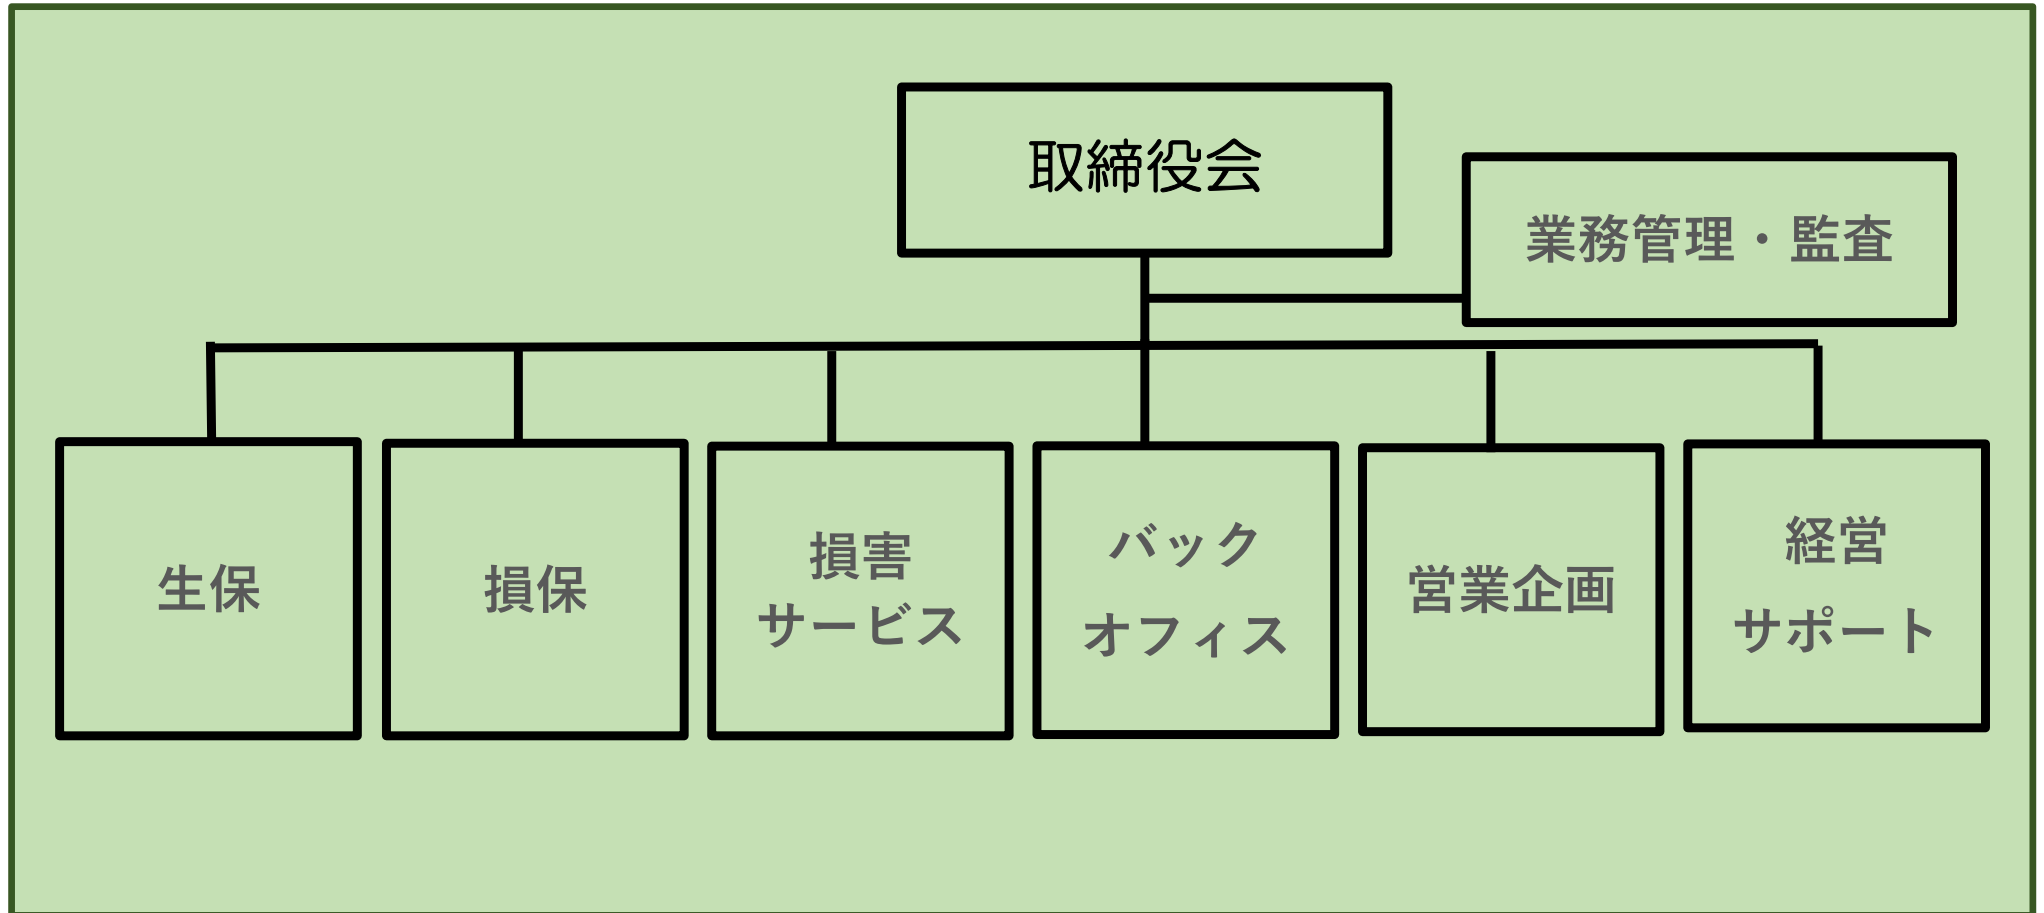 取締役会
業務管理・監査
生保
損保
損害
サービス
バック
オフィス
営業企画
経営
サポート